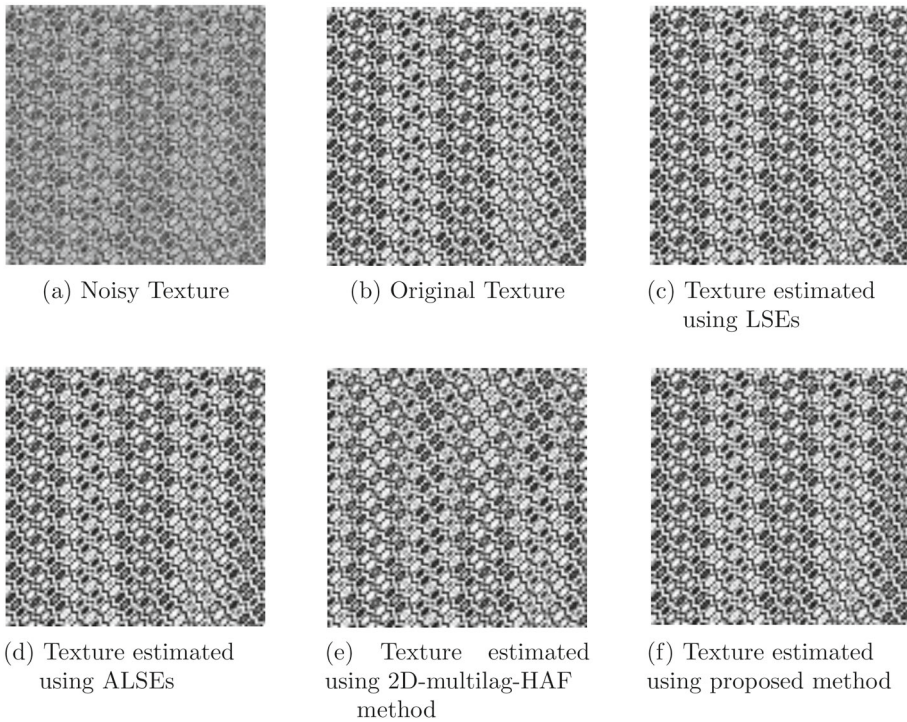 (a) Noisy Texture
(b) Original Texture
(c) Texture estimated
using LSEs
(d) Texture estimated
using ALSEs
(e) Texture estimated
using 2D-multilag-HAF
method
(f) Texture estimated
using proposed method